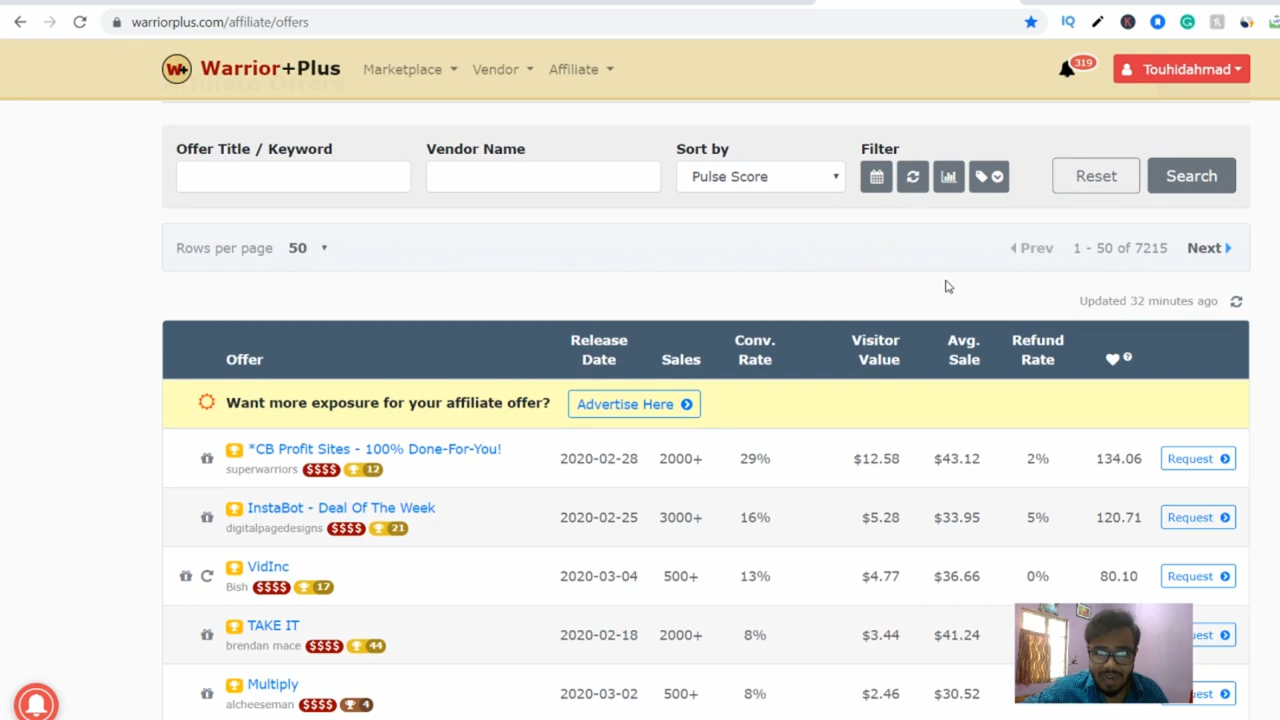 warriorplus.com/affiliate/offers
IQ
W+ Warrior+Plus Marketplace Vendor Affiliate 319 Touhidahmad
Affiliate Offers
Offer Title / Keyword Vendor Name Sort by Filter
Pulse Score Reset Search
Rows per page 50 Prev 1 - 50 of 7215 Next
Updated 32 minutes ago
Offer Release Date Sales Conv. Rate Visitor Value Avg. Sale Refund Rate
Want more exposure for your affiliate offer? Advertise Here
*CB Profit Sites - 100% Done-For-You! 2020-02-28 2000+ 29% $12.58 $43.12 2% 134.06 Request
superwarriors $$$$ 12
InstaBot - Deal Of The Week 2020-02-25 3000+ 16% $5.28 $33.95 5% 120.71 Request
digitalpagedesigns $$$$ 21
VidInc 2020-03-04 500+ 13% $4.77 $36.66 0% 80.10 Request
Bish $$$$ 17
TAKE IT 2020-02-18 2000+ 8% $3.44 $41.24 uest
brendan mace $$$$ 44
Multiply 2020-03-02 500+ 8% $2.46 $30.52 uest
alcheeseman $$$$ 4